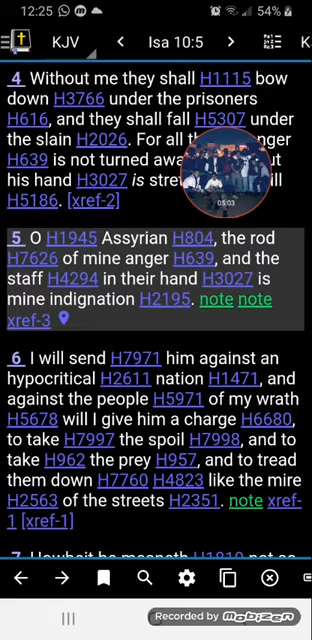 12:25
54%
KJV
Isa 10:5
4 Without me they shall H1115 bow
down H3766 under the prisoners
H616, and they shall fall H5307 under
the slain H2026. For all
H639 is not turned
his hand H3027 is
H5186. [xref-2]
05:03
5 O H1945 Assyrian H804, the rod
H7626 of mine anger H639, and the
staff H4294 in their hand H3027 is
mine indignation H2195. note note
xref-3
6 I will send H7971 him against an
hypocritical H2611 nation H1471, and
against the people H5971 of my wrath
H5678 will I give him a charge H6680,
to take H7997 the spoil H7998, and to
take H962 the prey H957, and to tread
them down H7760 H4823 like the mire
H2563 of the streets H2351. note xref-
1 [xref-1]
Recorded by Mobizen